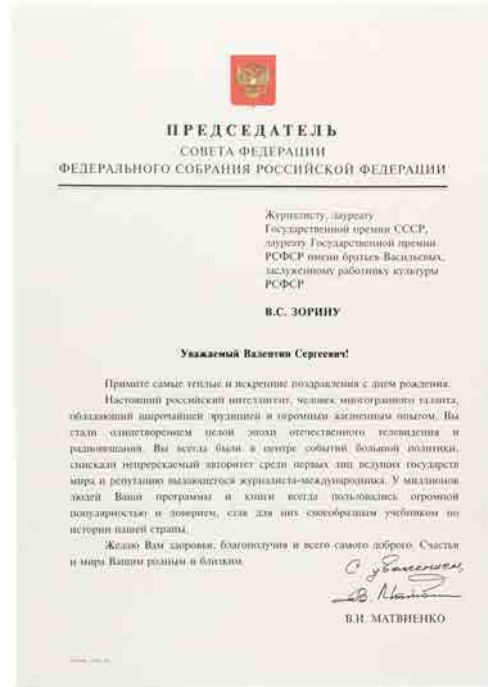 ПРЕДСЕДАТЕЛЬ
СОВЕТА ФЕДЕРАЦИИ
ФЕДЕРАЛЬНОГО СОБРАНИЯ РОССИЙСКОЙ ФЕДЕРАЦИИ
Журналисту, лауреату
Государственной премии СССР,
лауреату Государственной премии
РСФСР имени братьев Васильевых,
заслуженному работнику культуры
РСФСР
В.С. ЗОРИНУ
Уважаемый Валентин Сергеевич!
Примите самые теплые и искренние поздравления с днем рождения.
Настоящий российский интеллигент, человек многогранного таланта,
обладающий широчайшей эрудицией и огромным жизненным опытом, Вы
стали олицетворением целой эпохи отечественного телевидения и
радиовещания. Вы всегда были в центре событий большой политики,
снискали непререкаемый авторитет среди первых лиц ведущих государств
мира и репутацию выдающегося журналиста-международника. У миллионов
людей Ваши программы и книги всегда пользовались огромной
популярностью и доверием, став для них своеобразным учебником по
истории нашей страны.
Желаю Вам здоровья, благополучия и всего самого доброго. Счастья
и мира Вашим родным и близким.
С уважением,
В.И. МАТВИЕНКО